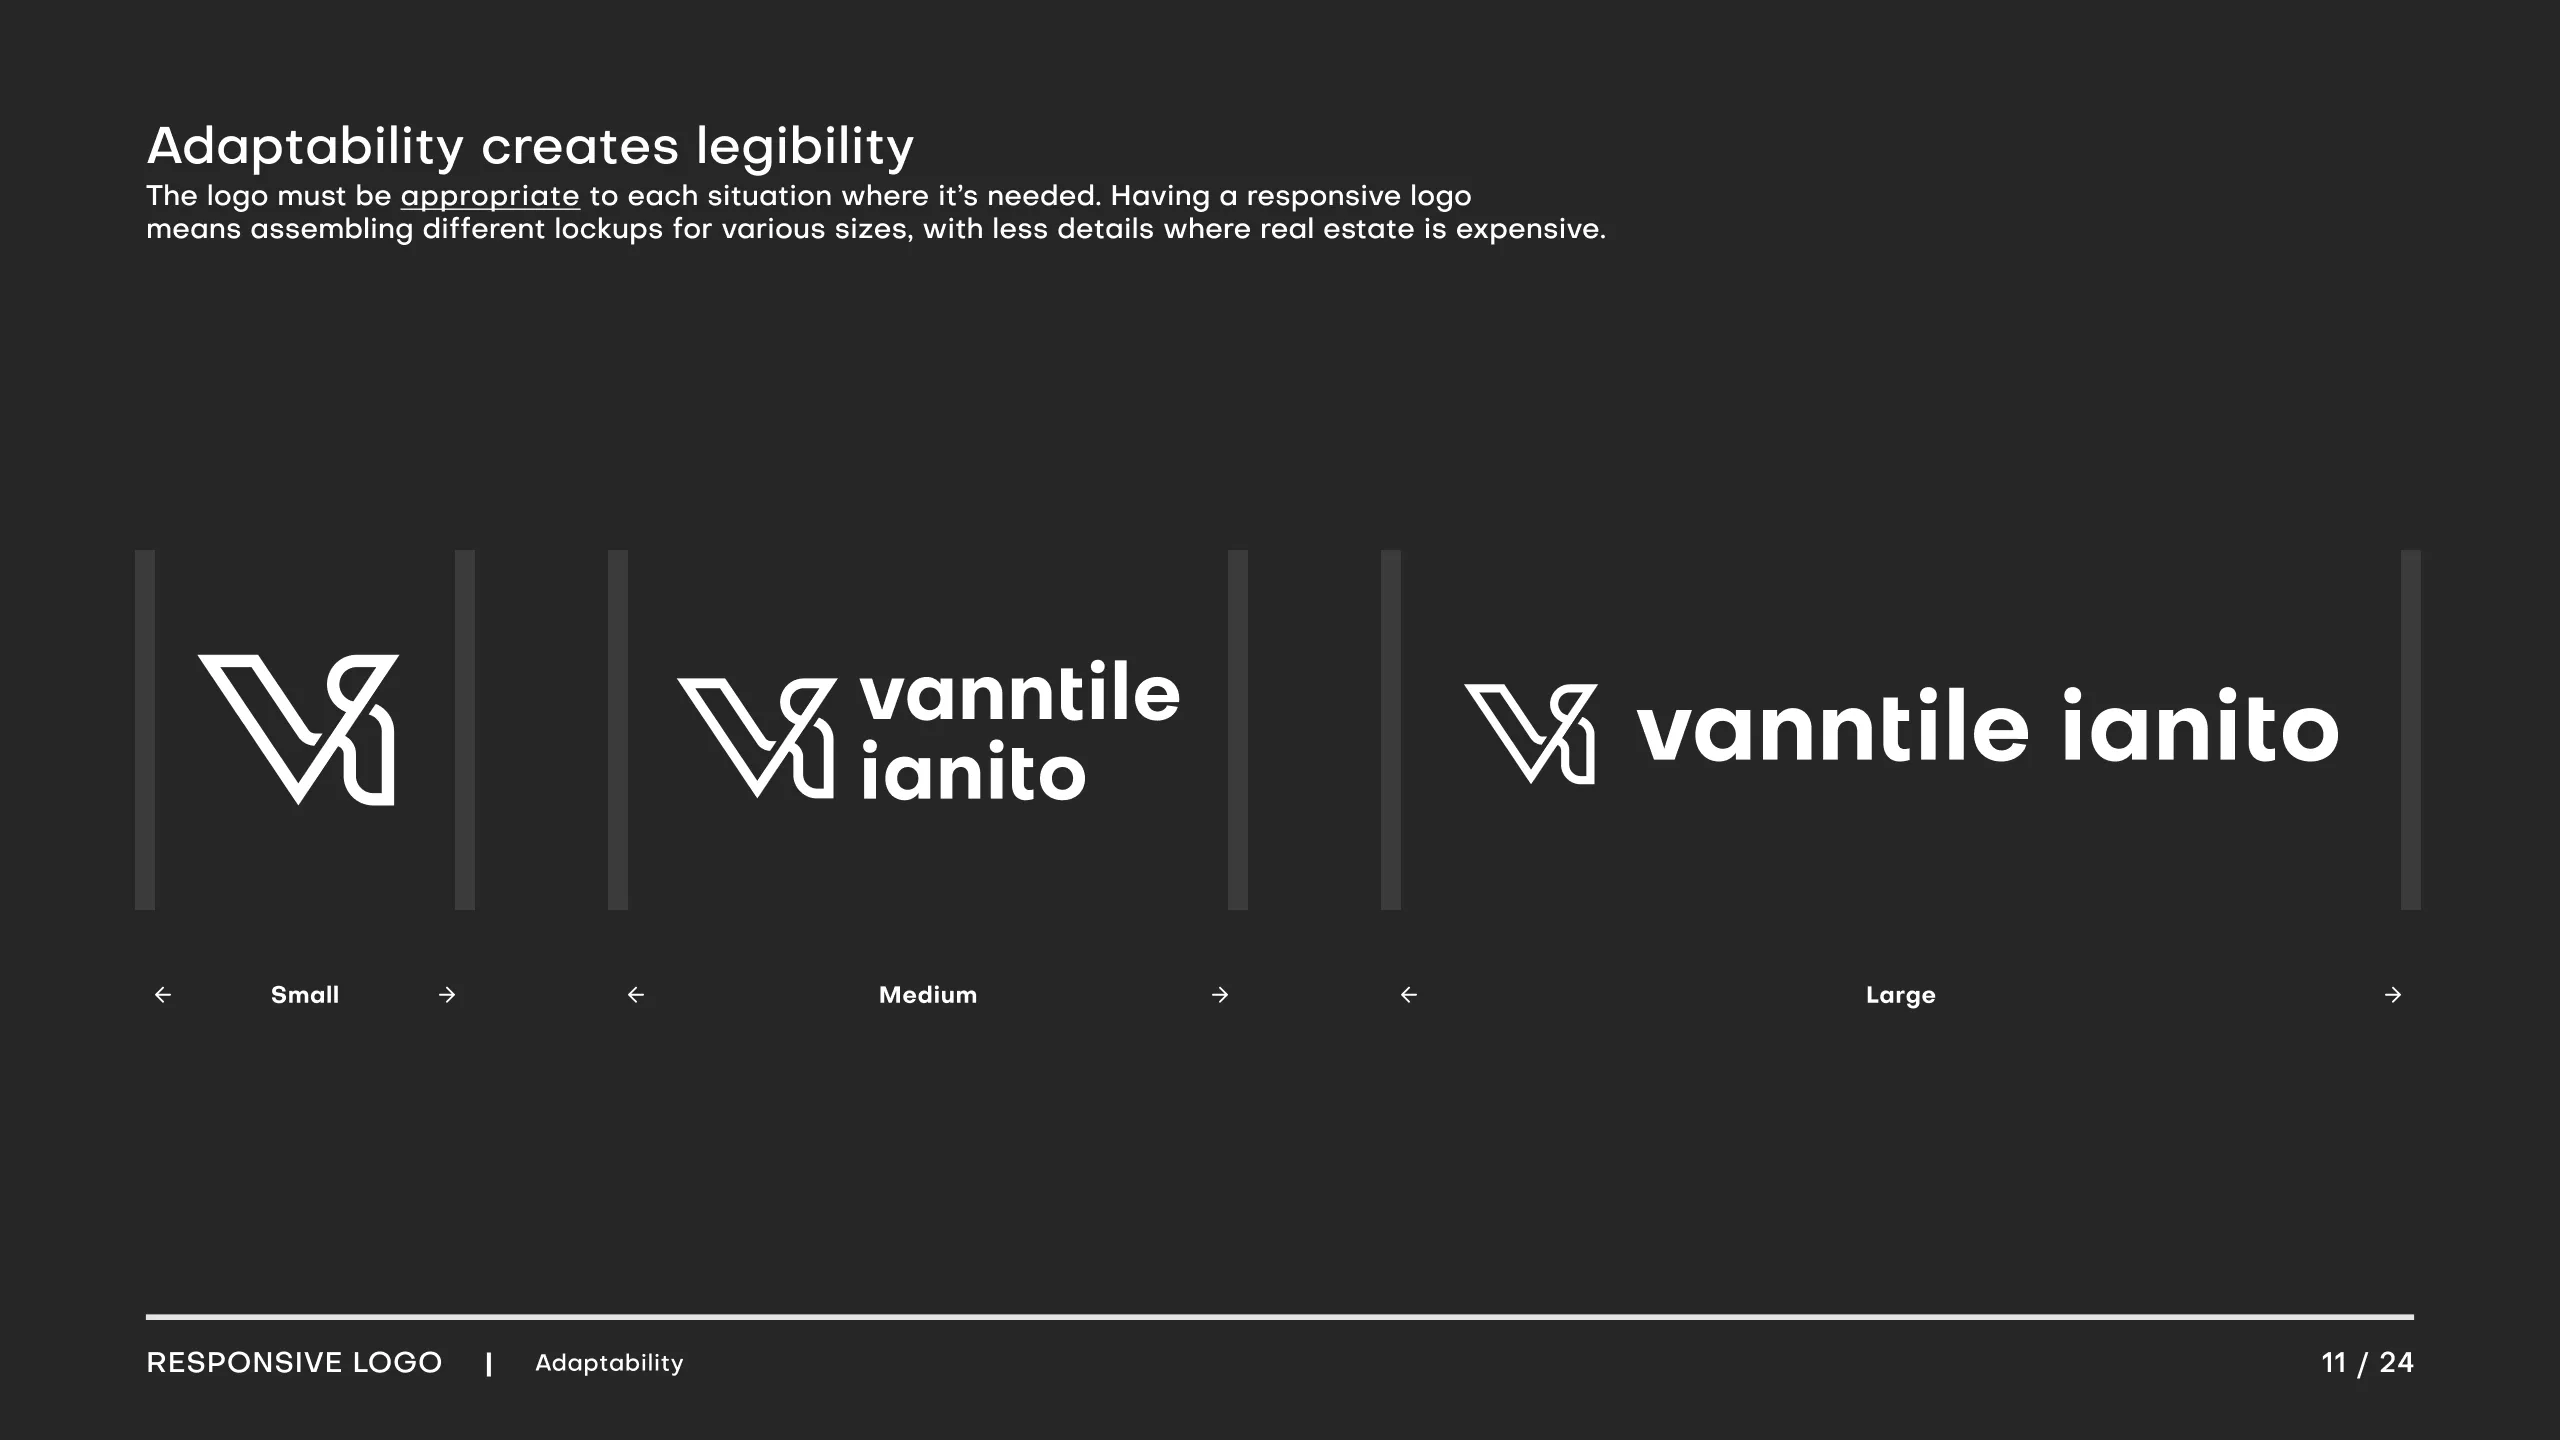 Adaptability creates legibility
The logo must be appropriate to each situation where it’s needed. Having a responsive logo
means assembling different lockups for various sizes, with less details where real estate is expensive.
vanntile
ianito
vanntile ianito
← Small →
← Medium →
← Large →
RESPONSIVE LOGO | Adaptability
11 / 24